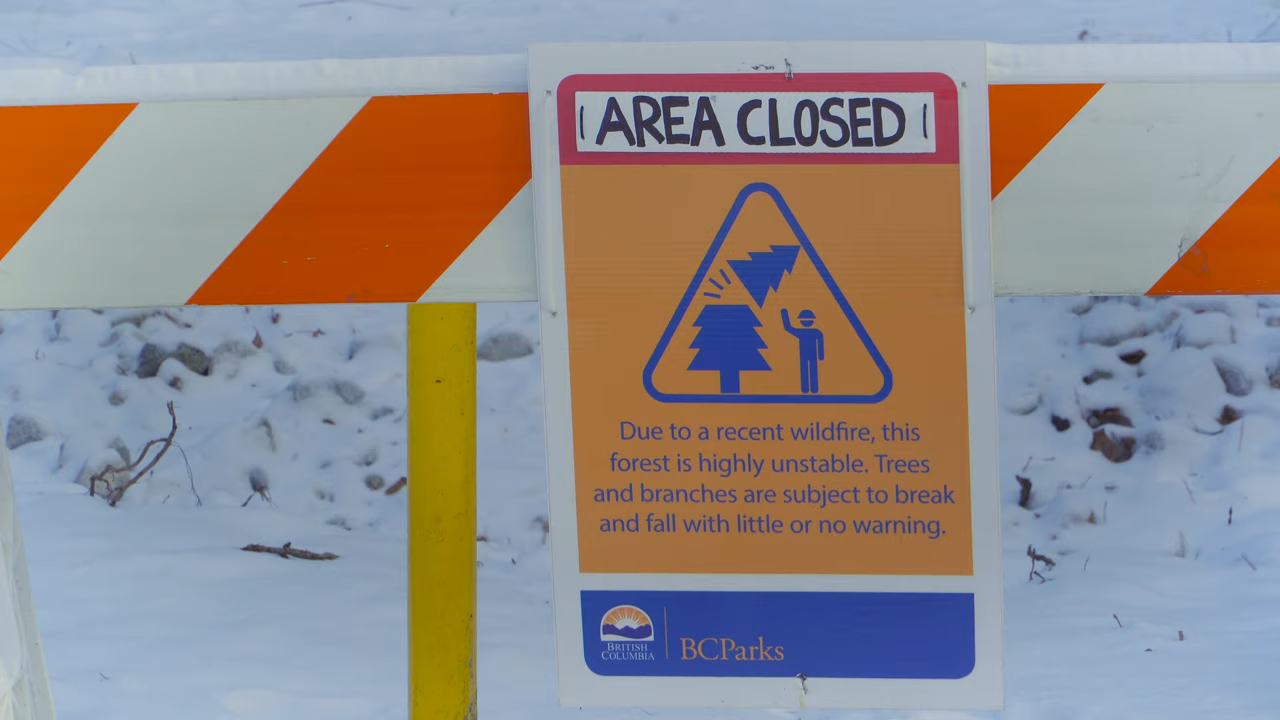 AREA CLOSED
Due to a recent wildfire, this
forest is highly unstable. Trees
and branches are subject to break
and fall with little or no warning.
BRITISH
COLUMBIA
BCParks